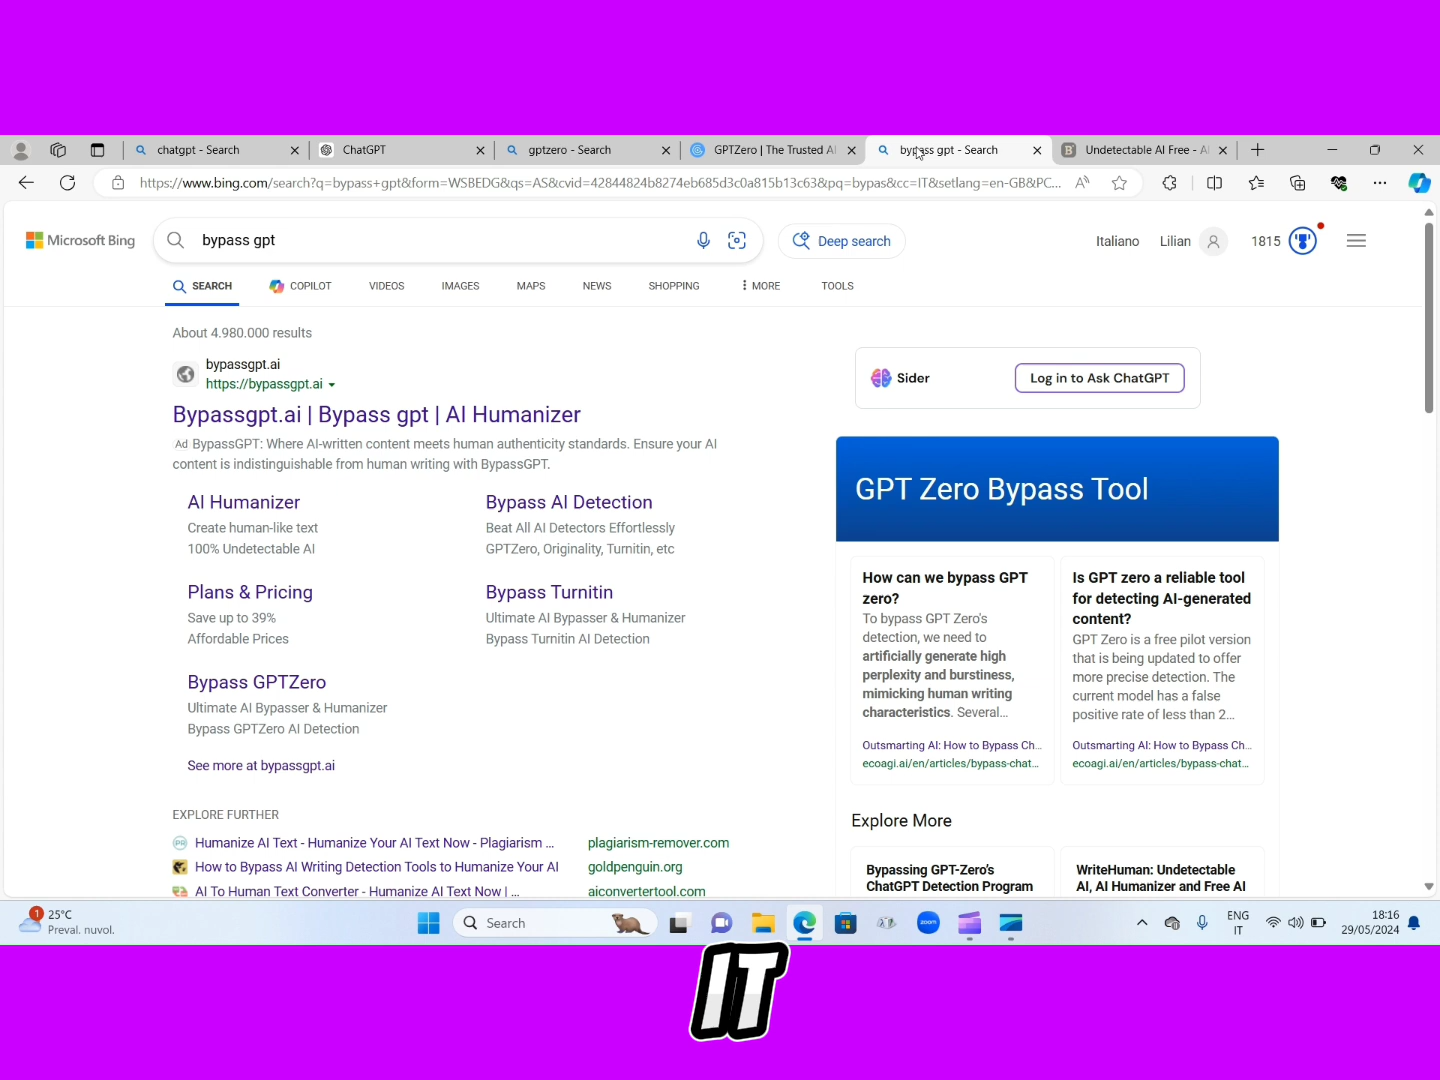 chatgpt - Search
ChatGPT
gptzero - Search
GPTZero | The Trusted AI
bypass gpt - Search
Undetectable AI Free - AI
https://www.bing.com/search?q=bypass+gpt&form=WSBEDG&qs=AS&cvid=42844824b8274eb685d3c0a815b13c63&pq=bypas&cc=IT&setlang=en-GB&PC...
Microsoft Bing
bypass gpt
Deep search
Italiano
Lilian
1815
SEARCH
COPILOT
VIDEOS
IMAGES
MAPS
NEWS
SHOPPING
MORE
TOOLS
About 4.980.000 results
bypassgpt.ai
https://bypassgpt.ai
Bypassgpt.ai | Bypass gpt | AI Humanizer
Ad BypassGPT: Where AI-written content meets human authenticity standards. Ensure your AI
content is indistinguishable from human writing with BypassGPT.
AI Humanizer
Create human-like text
100% Undetectable AI
Bypass AI Detection
Beat All AI Detectors Effortlessly
GPTZero, Originality, Turnitin, etc
Plans & Pricing
Save up to 39%
Affordable Prices
Bypass Turnitin
Ultimate AI Bypasser & Humanizer
Bypass Turnitin AI Detection
Bypass GPTZero
Ultimate AI Bypasser & Humanizer
Bypass GPTZero AI Detection
See more at bypassgpt.ai
EXPLORE FURTHER
Humanize AI Text - Humanize Your AI Text Now - Plagiarism ...
plagiarism-remover.com
How to Bypass AI Writing Detection Tools to Humanize Your AI
goldpenguin.org
AI To Human Text Converter - Humanize AI Text Now | ...
aiconvertertool.com
Sider
Log in to Ask ChatGPT
GPT Zero Bypass Tool
How can we bypass GPT
zero?
To bypass GPT Zero's
detection, we need to
artificially generate high
perplexity and burstiness,
mimicking human writing
characteristics. Several...
Outsmarting AI: How to Bypass Ch...
ecoagi.ai/en/articles/bypass-chat...
Is GPT zero a reliable tool
for detecting AI-generated
content?
GPT Zero is a free pilot version
that is being updated to offer
more precise detection. The
current model has a false
positive rate of less than 2...
Outsmarting AI: How to Bypass Ch...
ecoagi.ai/en/articles/bypass-chat...
Explore More
Bypassing GPT-Zero's
ChatGPT Detection Program
WriteHuman: Undetectable
AI, AI Humanizer and Free AI
1
25°C
Preval. nuvol.
Search
zoom
ENG
IT
18:16
29/05/2024
IT